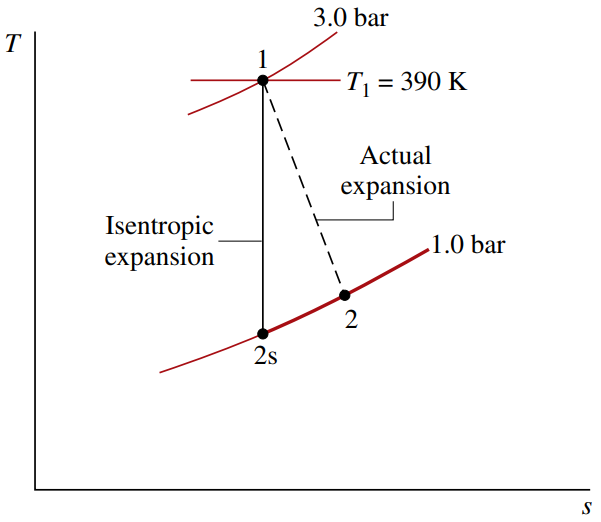 3.0 bar
T
1
T₁ = 390 K
Actual
expansion
Isentropic
expansion
1.0 bar
2
2s
s